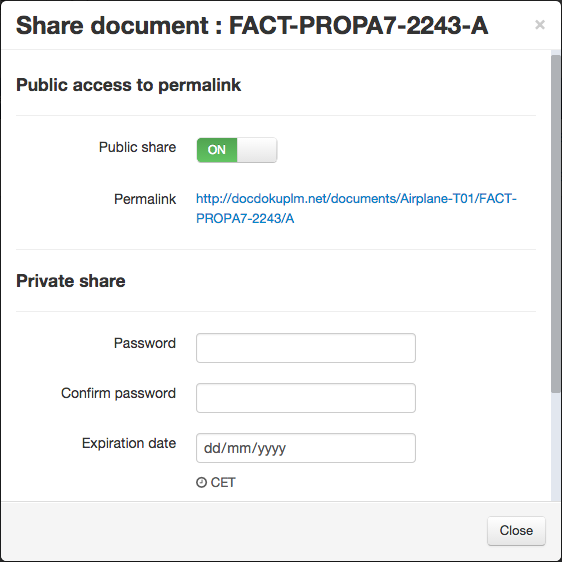 Share document : FACT-PROPA7-2243-A
×
Public access to permalink
Public share ON
Permalink http://docdokuplm.net/documents/Airplane-T01/FACT-
PROPA7-2243/A
Private share
Password
Confirm password
Expiration date dd/mm/yyyy
CET
Close